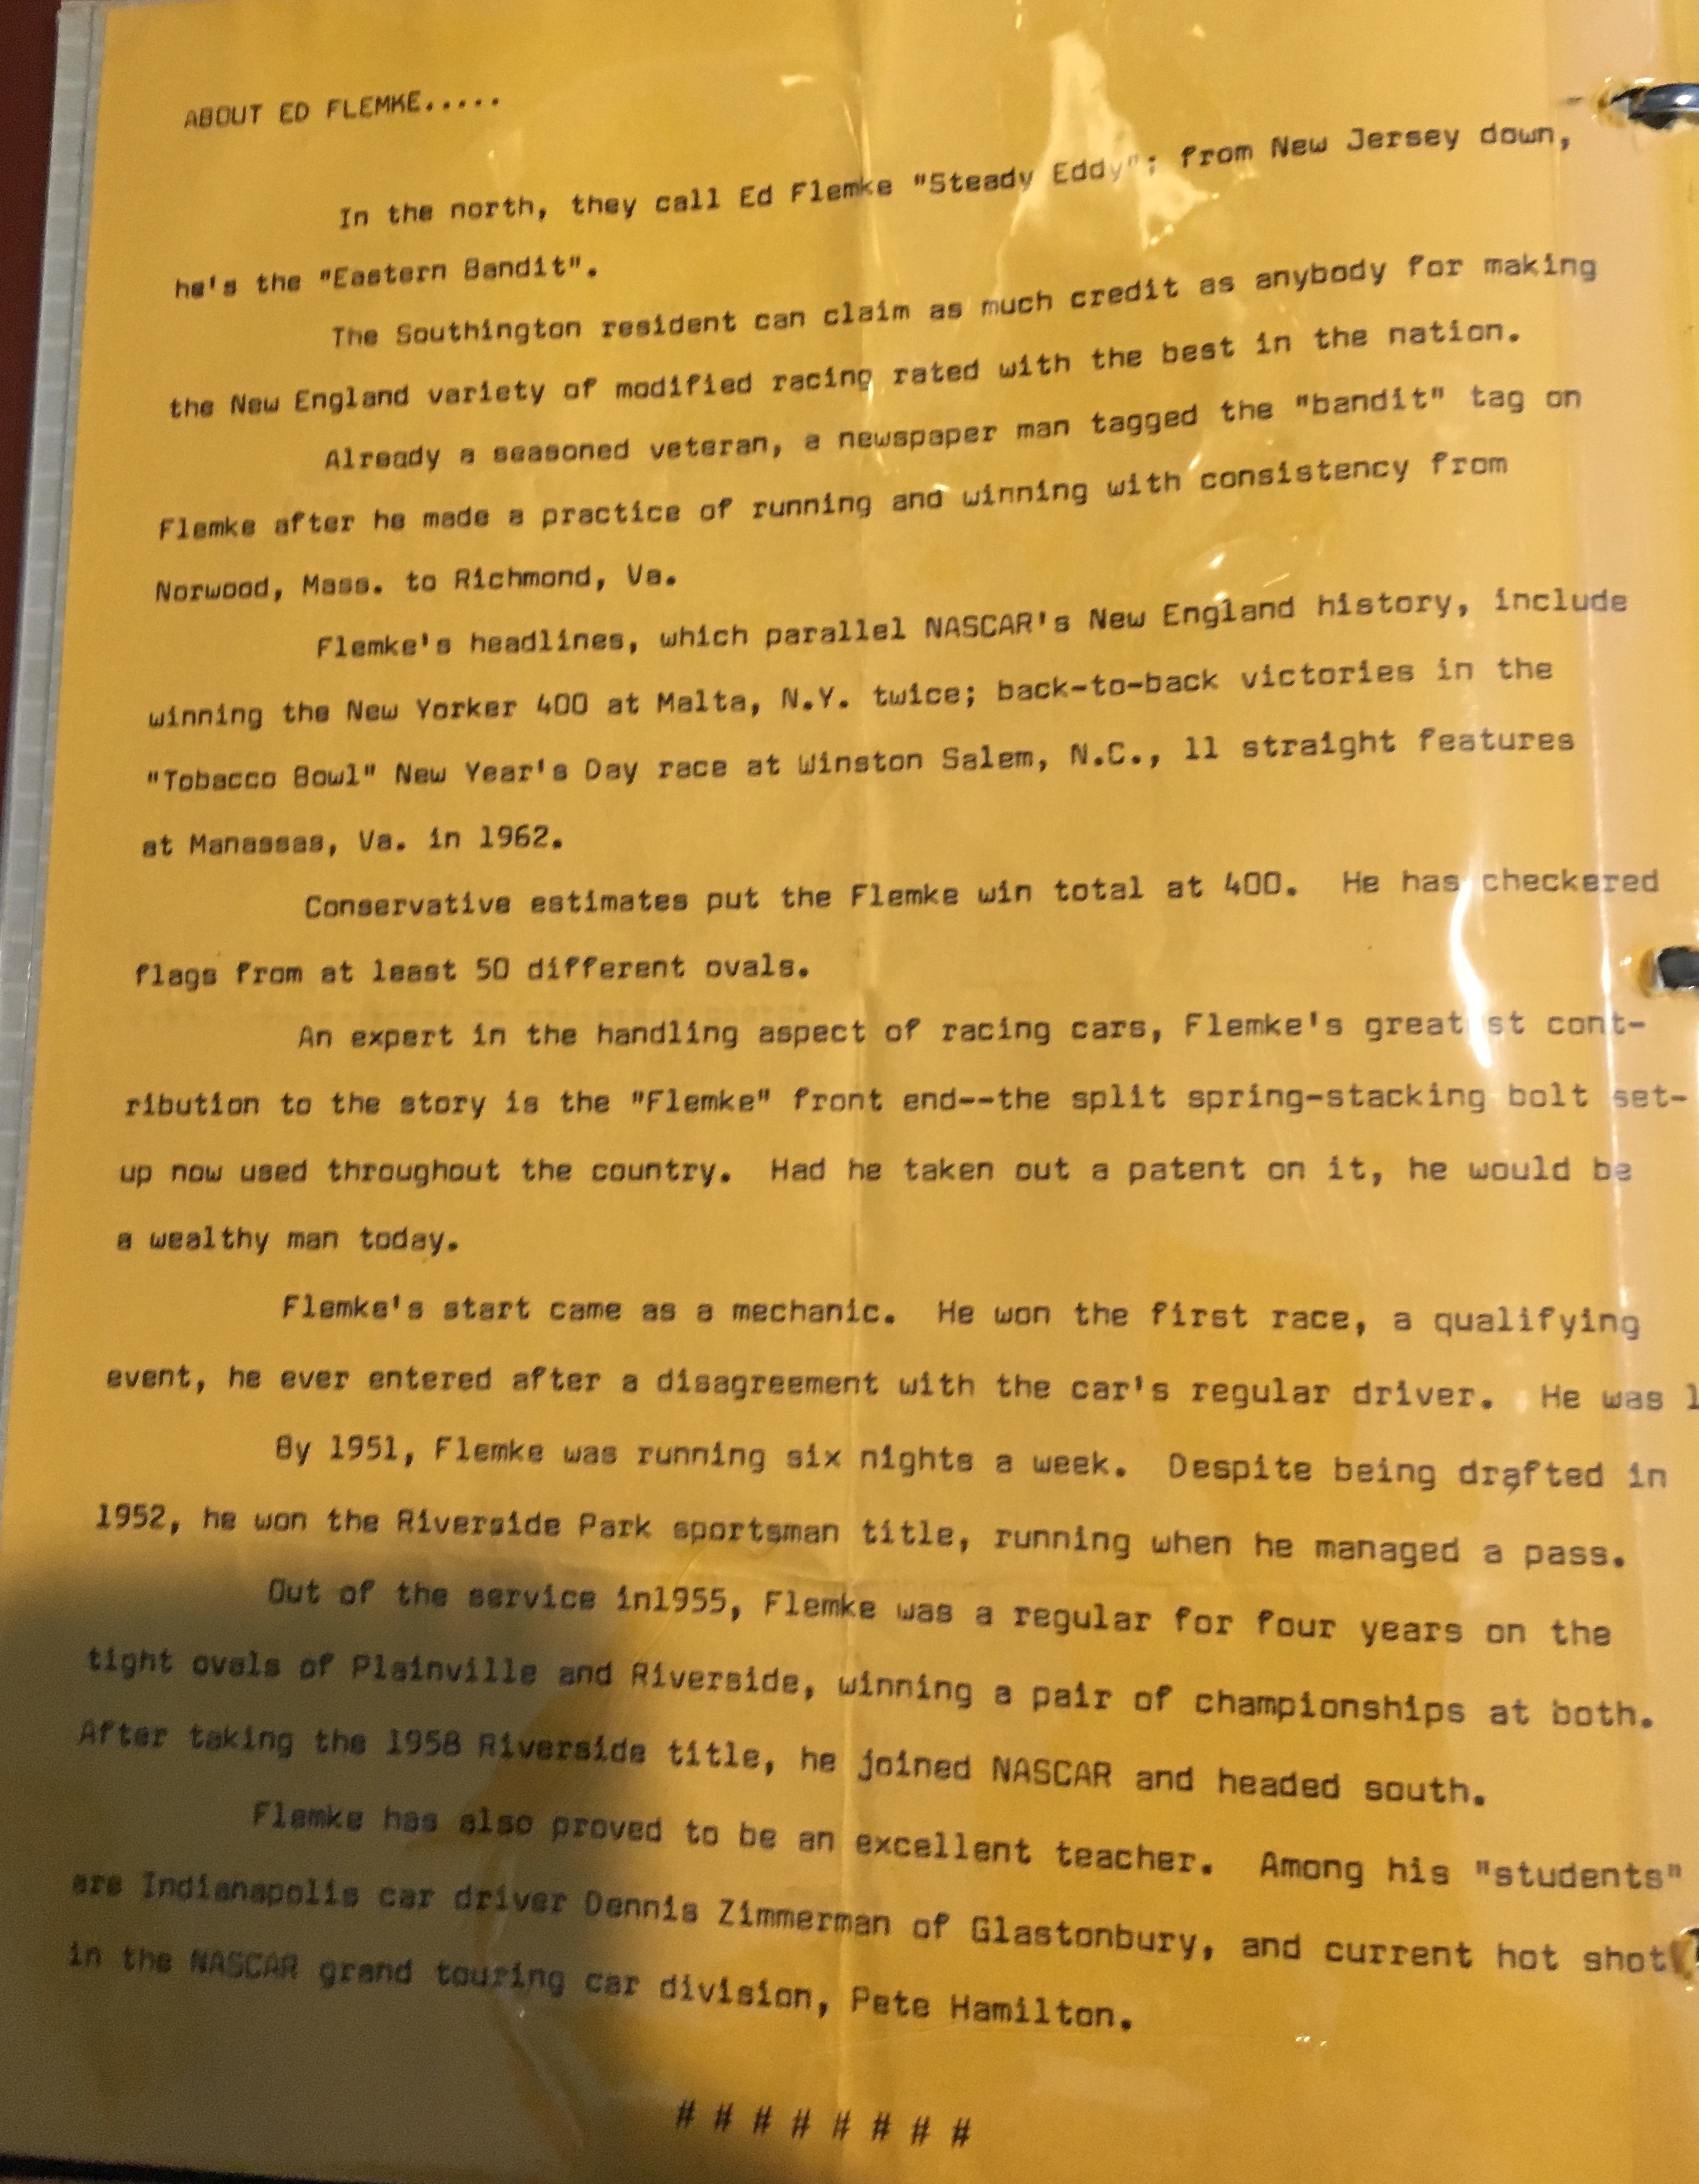 ABOUT ED FLEMKE.....
In the north, they call Ed Flemke "Steady Eddy"; from New Jersey down,
he's the "Eastern Bandit".
The Southington resident can claim as much credit as anybody for making
the New England variety of modified racing rated with the best in the nation.
Already a seasoned veteran, a newspaper man tagged the "bandit" tag on
Flemke after he made a practice of running and winning with consistency from
Norwood, Mass. to Richmond, Va.
Flemke's headlines, which parallel NASCAR's New England history, include
winning the New Yorker 400 at Malta, N.Y. twice; back-to-back victories in the
"Tobacco Bowl" New Year's Day race at Winston Salem, N.C., 11 straight features
at Manassas, Va. in 1962.
Conservative estimates put the Flemke win total at 400. He has checkered
flags from at least 50 different ovals.
An expert in the handling aspect of racing cars, Flemke's greatest cont-
ribution to the story is the "Flemke" front end--the split spring-stacking bolt set-
up now used throughout the country. Had he taken out a patent on it, he would be
a wealthy man today.
Flemke's start came as a mechanic. He won the first race, a qualifying
event, he ever entered after a disagreement with the car's regular driver. He was
By 1951, Flemke was running six nights a week. Despite being drafted in
1952, he won the Riverside Park sportsman title, running when he managed a pass.
Out of the service in1955, Flemke was a regular for four years on the
tight ovals of Plainville and Riverside, winning a pair of championships at both.
After taking the 1958 Riverside title, he joined NASCAR and headed south.
Flemke has also proved to be an excellent teacher. Among his "students"
are Indianapolis car driver Dennis Zimmerman of Glastonbury, and current hot shot
in the NASCAR grand touring car division, Pete Hamilton.
# # # # # # # #